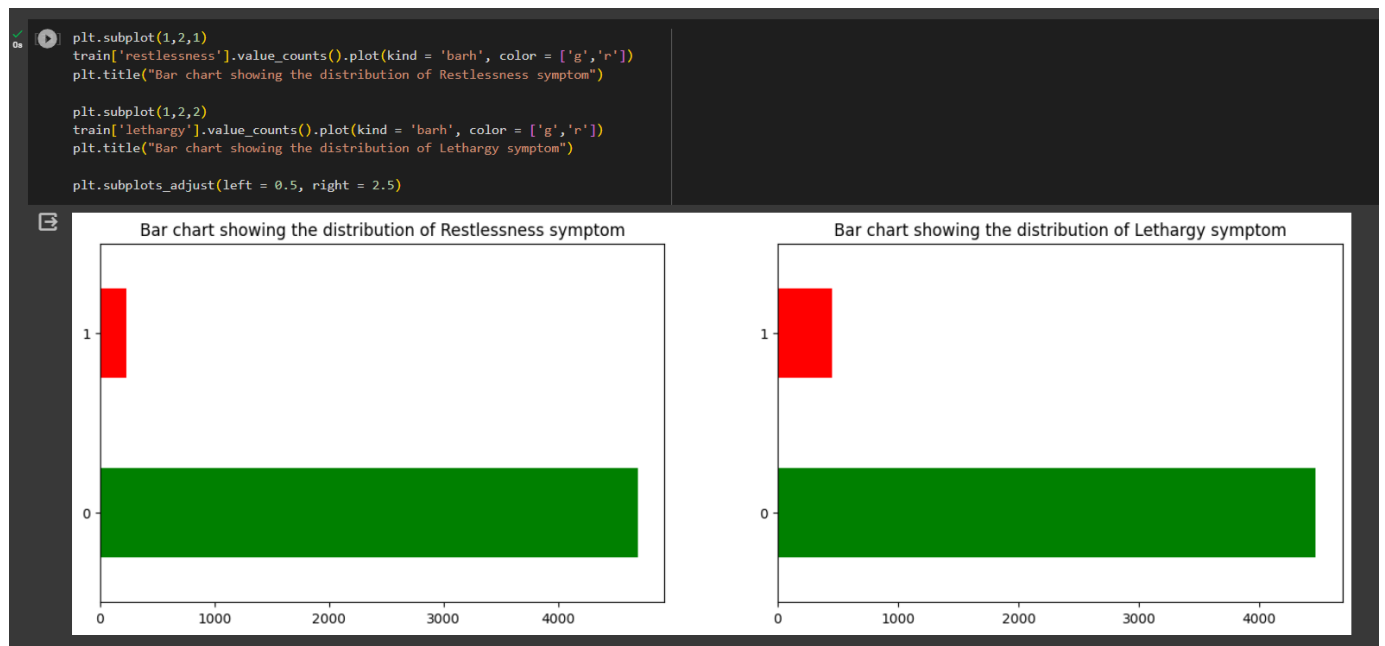 plt.subplot(1,2,1)
0s
train['restlessness'].value_counts().plot(kind = 'barh', color = ['g','r'])
plt.title("Bar chart showing the distribution of Restlessness symptom")
plt.subplot(1,2,2)
train['lethargy'].value_counts().plot(kind = 'barh', color = ['g','r'])
plt.title("Bar chart showing the distribution of Lethargy symptom")
plt.subplots_adjust(left = 0.5, right = 2.5)
Bar chart showing the distribution of Restlessness symptom
1
0
0 1000 2000 3000 4000
Bar chart showing the distribution of Lethargy symptom
1
0
0 1000 2000 3000 4000